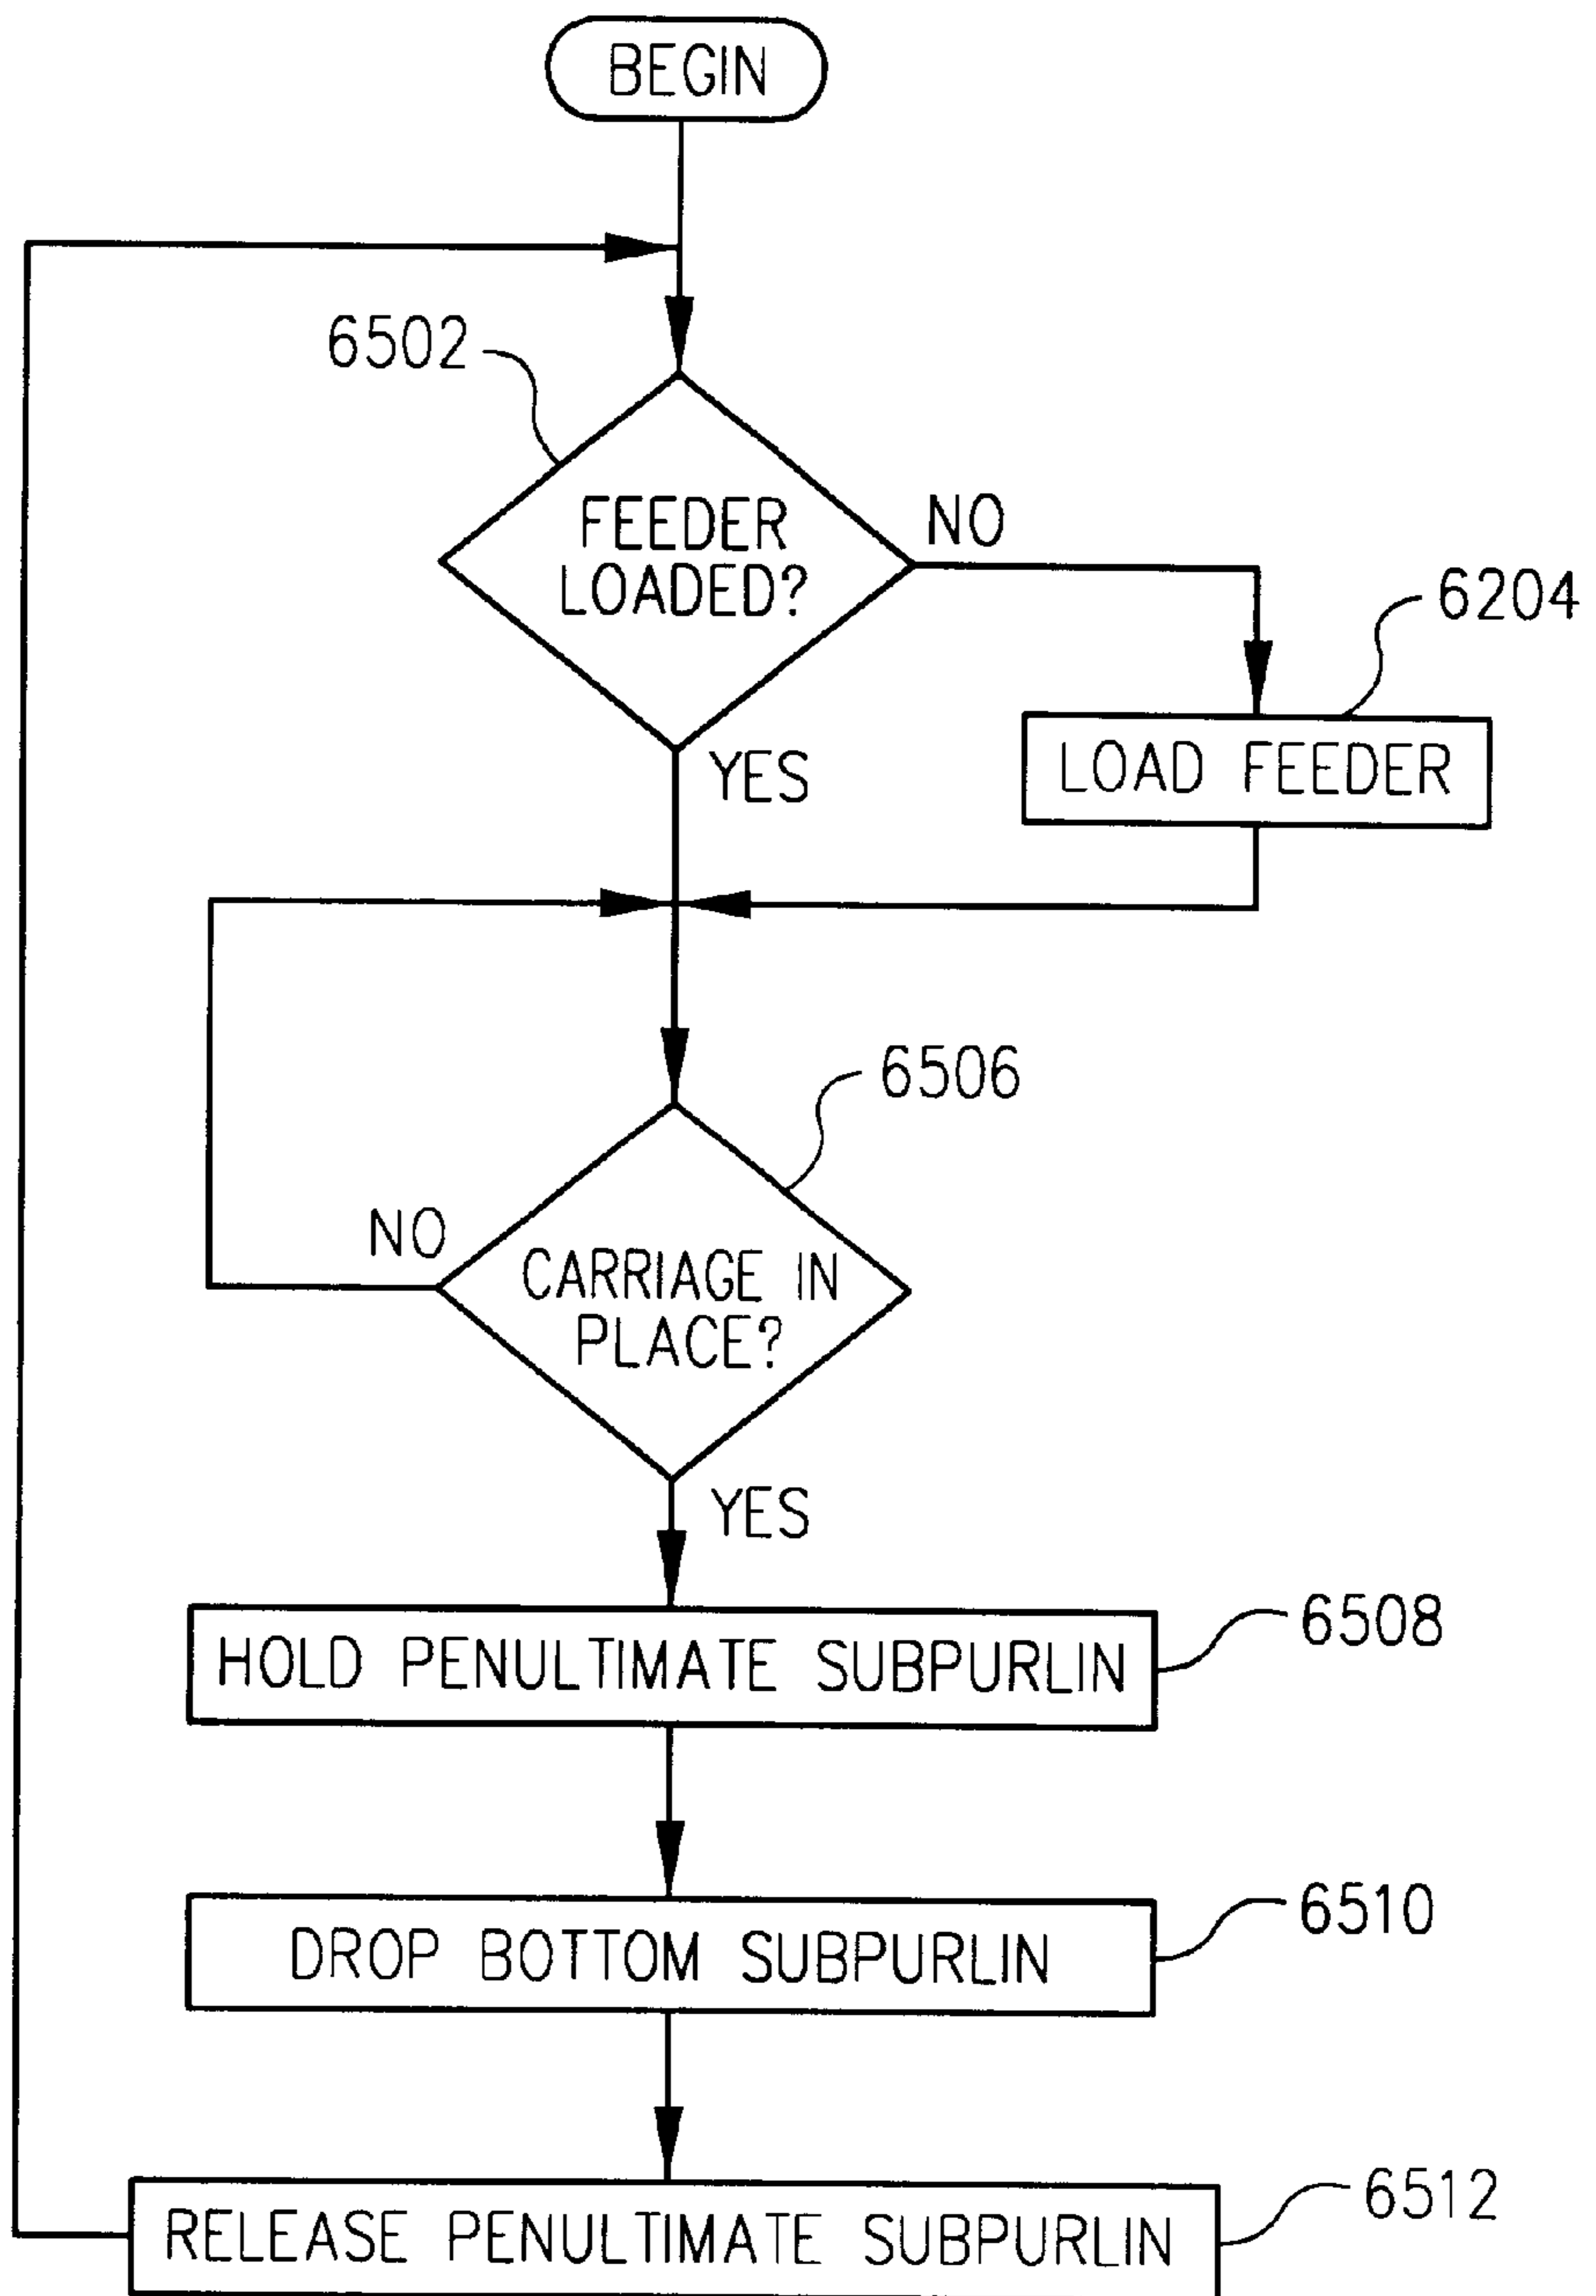 BEGIN
6502
FEEDER
LOADED?
NO
6204
YES
LOAD FEEDER
6506
NO
CARRIAGE IN
PLACE?
YES
6508
HOLD PENULTIMATE SUBPURLIN
6510
DROP BOTTOM SUBPURLIN
6512
RELEASE PENULTIMATE SUBPURLIN